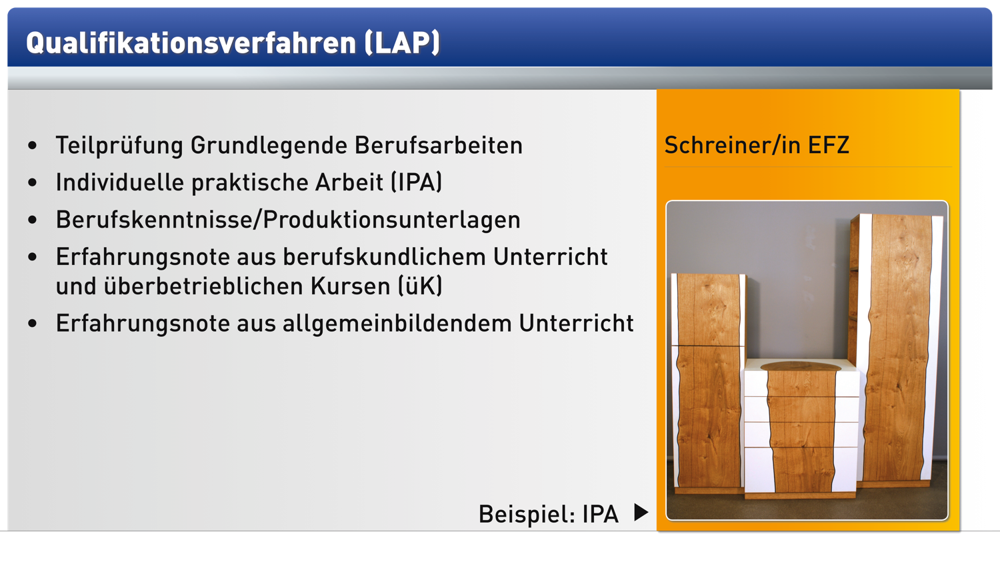 Qualifikationsverfahren (LAP)
• Teilprüfung Grundlegende Berufsarbeiten
• Individuelle praktische Arbeit (IPA)
• Berufskenntnisse/Produktionsunterlagen
• Erfahrungsnote aus berufskundlichem Unterricht
und überbetrieblichen Kursen (üK)
• Erfahrungsnote aus allgemeinbildendem Unterricht
Beispiel: IPA
Schreiner/in EFZ